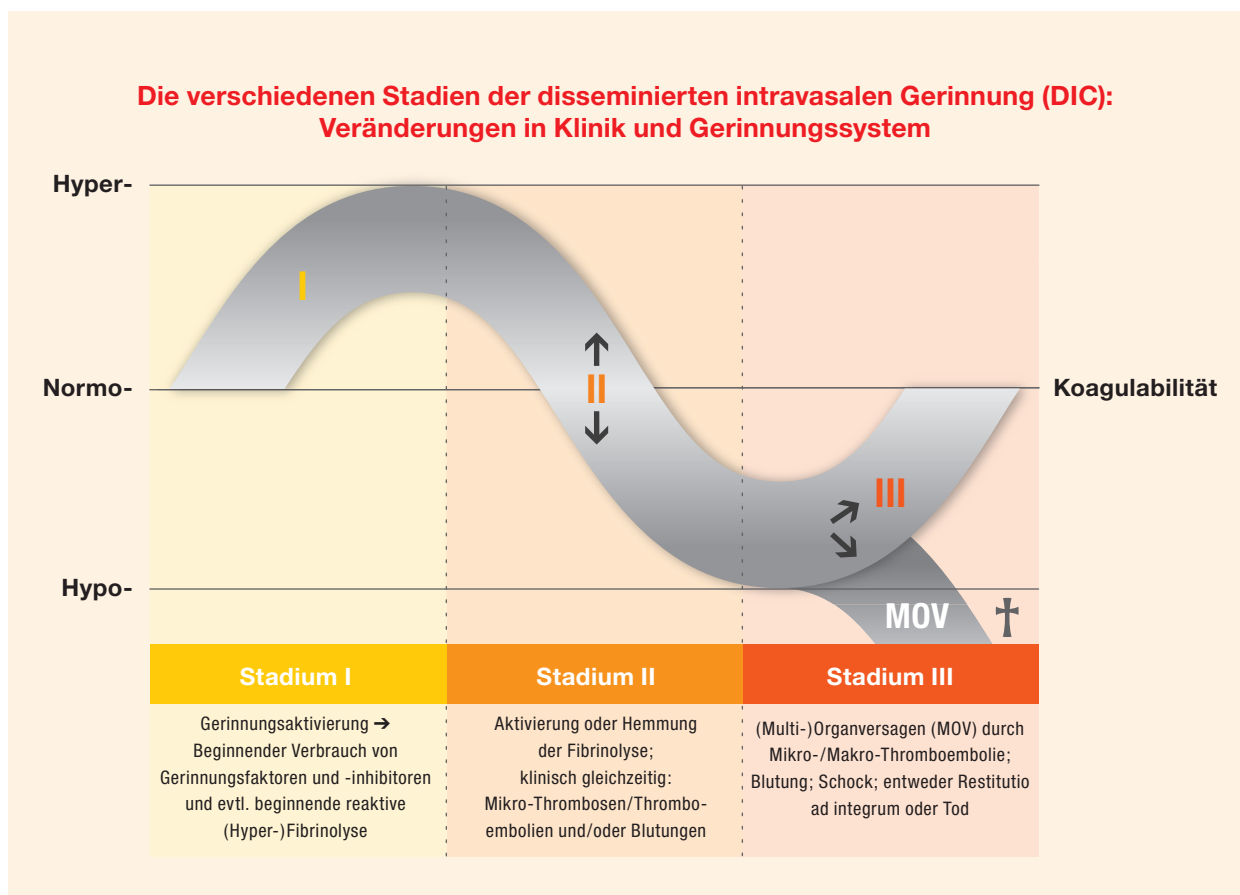 Die verschiedenen Stadien der disseminierten intravasalen Gerinnung (DIC):
Veränderungen in Klinik und Gerinnungssystem
Hyper-
I
II
Normo-
Koagulabilität
III
Hypo-
MOV
†
Stadium I
Stadium II
Stadium III
Gerinnungsaktivierung ➔
Beginnender Verbrauch von
Gerinnungsfaktoren und -inhibitoren
und evtl. beginnende reaktive
(Hyper-)Fibrinolyse
Aktivierung oder Hemmung
der Fibrinolyse;
klinisch gleichzeitig:
Mikro-Thrombosen/Thrombo-
embolien und/oder Blutungen
(Multi-)Organversagen (MOV) durch
Mikro-/Makro-Thromboembolie;
Blutung; Schock; entweder Restitutio
ad integrum oder Tod